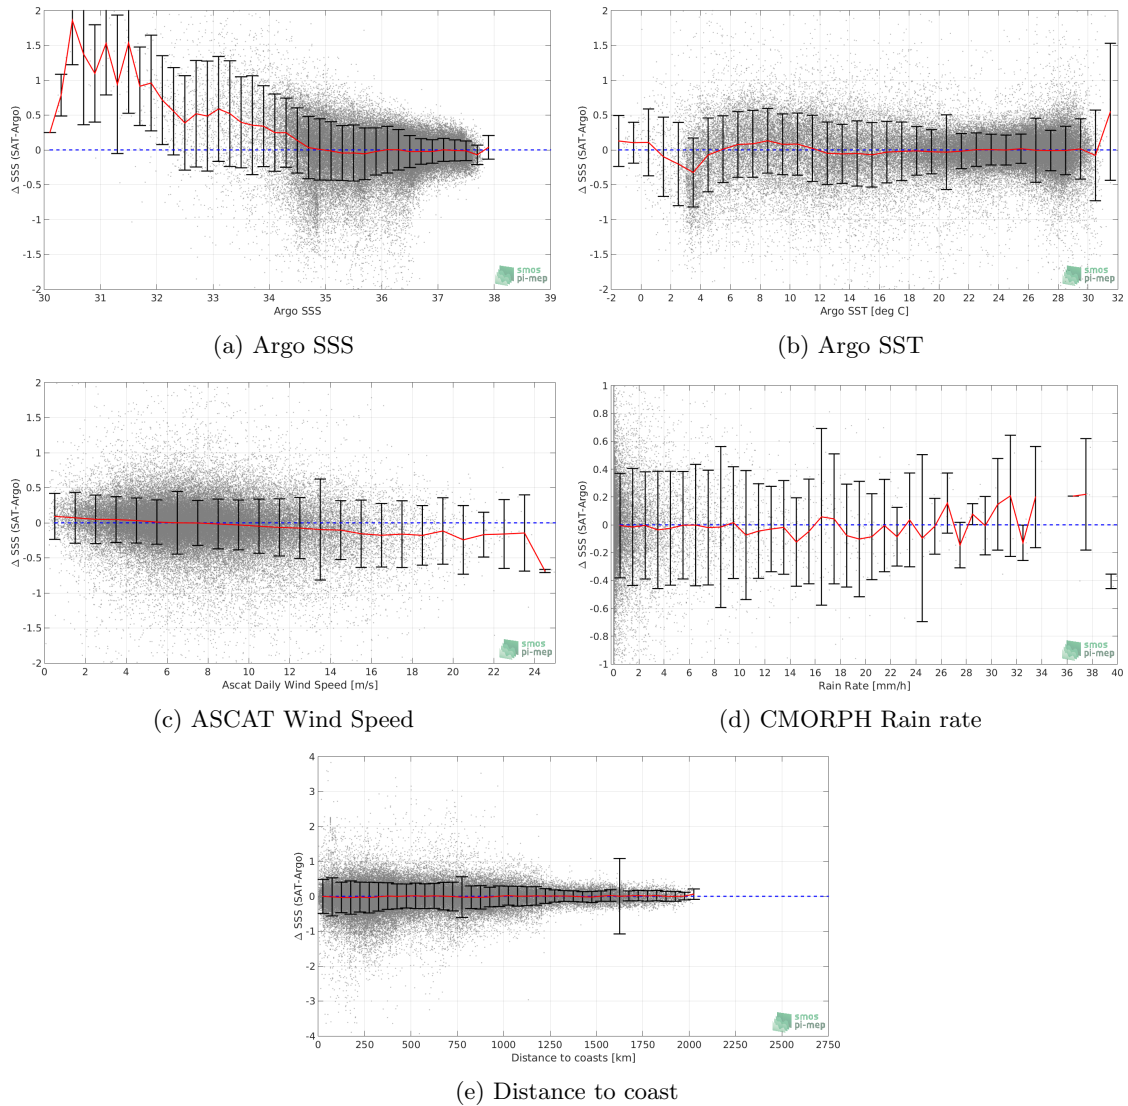 2
1.5
1
0.5
0
-0.5
-1
-1.5
-2
Δ SSS (SAT-Argo)
30 31 32 33 34 35 36 37 38 39
Argo SSS
smos
pi-mep
(a) Argo SSS
2
1.5
1
0.5
0
-0.5
-1
-1.5
-2
Δ SSS (SAT-Argo)
-2 0 2 4 6 8 10 12 14 16 18 20 22 24 26 28 30 32
Argo SST [deg C]
smos
pi-mep
(b) Argo SST
2
1.5
1
0.5
0
-0.5
-1
-1.5
-2
Δ SSS (SAT-Argo)
0 2 4 6 8 10 12 14 16 18 20 22 24
Ascat Daily Wind Speed [m/s]
smos
pi-mep
(c) ASCAT Wind Speed
1
0.8
0.6
0.4
0.2
0
-0.2
-0.4
-0.6
-0.8
-1
Δ SSS (SAT-Argo)
0 2 4 6 8 10 12 14 16 18 20 22 24 26 28 30 32 34 36 38 40
Rain Rate [mm/h]
smos
pi-mep
(d) CMORPH Rain rate
4
3
2
1
0
-1
-2
-3
-4
Δ SSS (SAT-Argo)
0 250 500 750 1000 1250 1500 1750 2000 2250 2500 2750
Distance to coasts [km]
smos
pi-mep
(e) Distance to coast